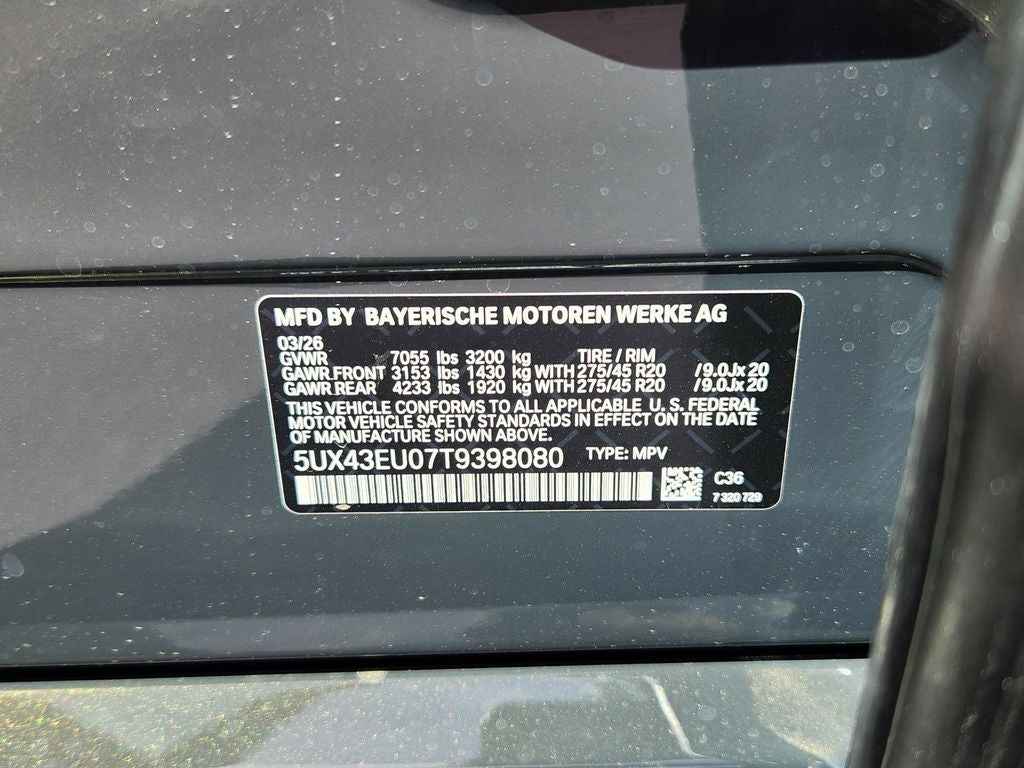 MFD BY BAYERISCHE MOTOREN WERKE AG
03/26
GVWR 7055 lbs 3200 kg TIRE / RIM
GAWR.FRONT 3153 lbs 1430 kg WITH 275/45 R20 /9.0Jx20
GAWR.REAR 4233 lbs 1920 kg WITH 275/45 R20 /9.0Jx20
THIS VEHICLE CONFORMS TO ALL APPLICABLE U. S. FEDERAL
MOTOR VEHICLE SAFETY STANDARDS IN EFFECT ON THE DATE
OF MANUFACTURE SHOWN ABOVE.
5UX43EU07T9398080 TYPE: MPV
C36
7 320 729